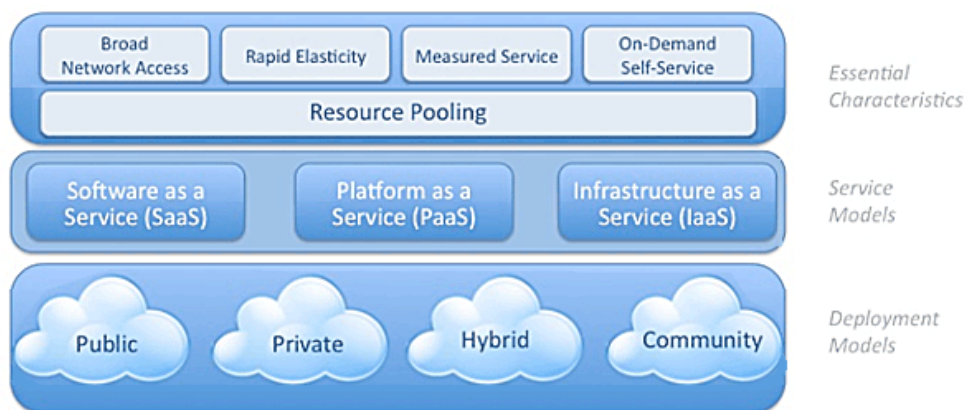 Broad
Network Access
Rapid Elasticity
Measured Service
On-Demand
Self-Service
Essential
Characteristics
Resource Pooling
Software as a
Service (SaaS)
Platform as a
Service (PaaS)
Infrastructure as a
Service (IaaS)
Service
Models
Public
Private
Hybrid
Community
Deployment
Models